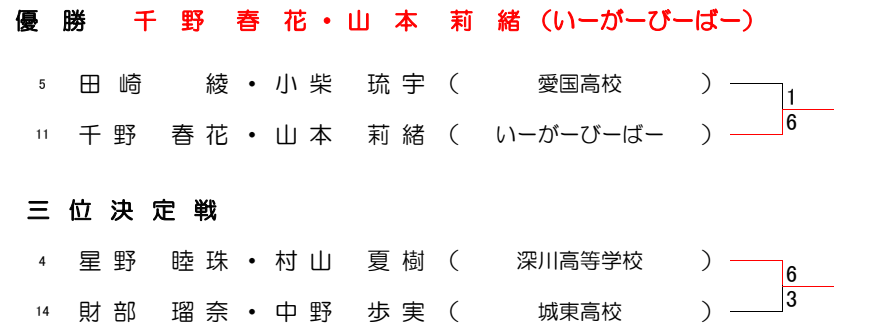 優勝 千野 春花・山本 莉緒（いーがーびーばー）
5 田崎 綾・小柴 琉宇（ 愛国高校 ） 1
11 千野 春花・山本 莉緒（ いーがーびーばー ） 6
三位決定戦
4 星野 睦珠・村山 夏樹（ 深川高等学校 ） 6
14 財部 瑠奈・中野 歩実（ 城東高校 ） 3